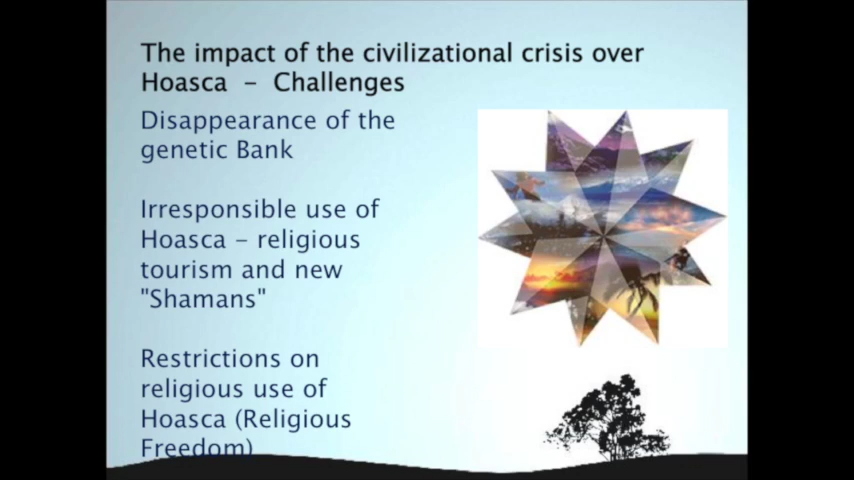 The impact of the civilizational crisis over
Hoasca – Challenges
Disappearance of the
genetic Bank
Irresponsible use of
Hoasca – religious
tourism and new
"Shamans"
Restrictions on
religious use of
Hoasca (Religious
Freedom)